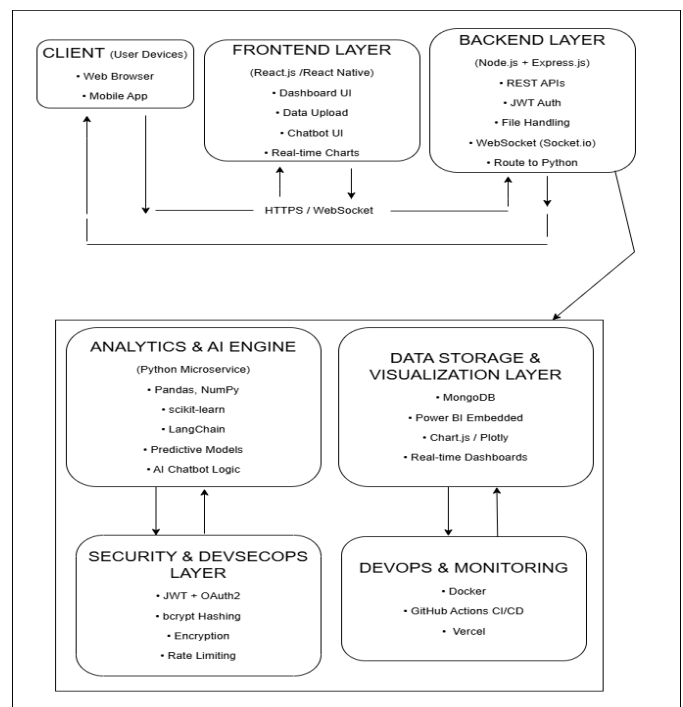 CLIENT (User Devices)
• Web Browser
• Mobile App
FRONTEND LAYER
(React.js /React Native)
• Dashboard UI
• Data Upload
• Chatbot UI
• Real-time Charts
BACKEND LAYER
(Node.js + Express.js)
• REST APIs
• JWT Auth
• File Handling
• WebSocket (Socket.io)
• Route to Python
HTTPS / WebSocket
ANALYTICS & AI ENGINE
(Python Microservice)
• Pandas, NumPy
• scikit-learn
• LangChain
• Predictive Models
• AI Chatbot Logic
DATA STORAGE &
VISUALIZATION LAYER
• MongoDB
• Power BI Embedded
• Chart.js / Plotly
• Real-time Dashboards
SECURITY & DEVSECOPS
LAYER
• JWT + OAuth2
• bcrypt Hashing
• Encryption
• Rate Limiting
DEVOPS & MONITORING
• Docker
• GitHub Actions CI/CD
• Vercel